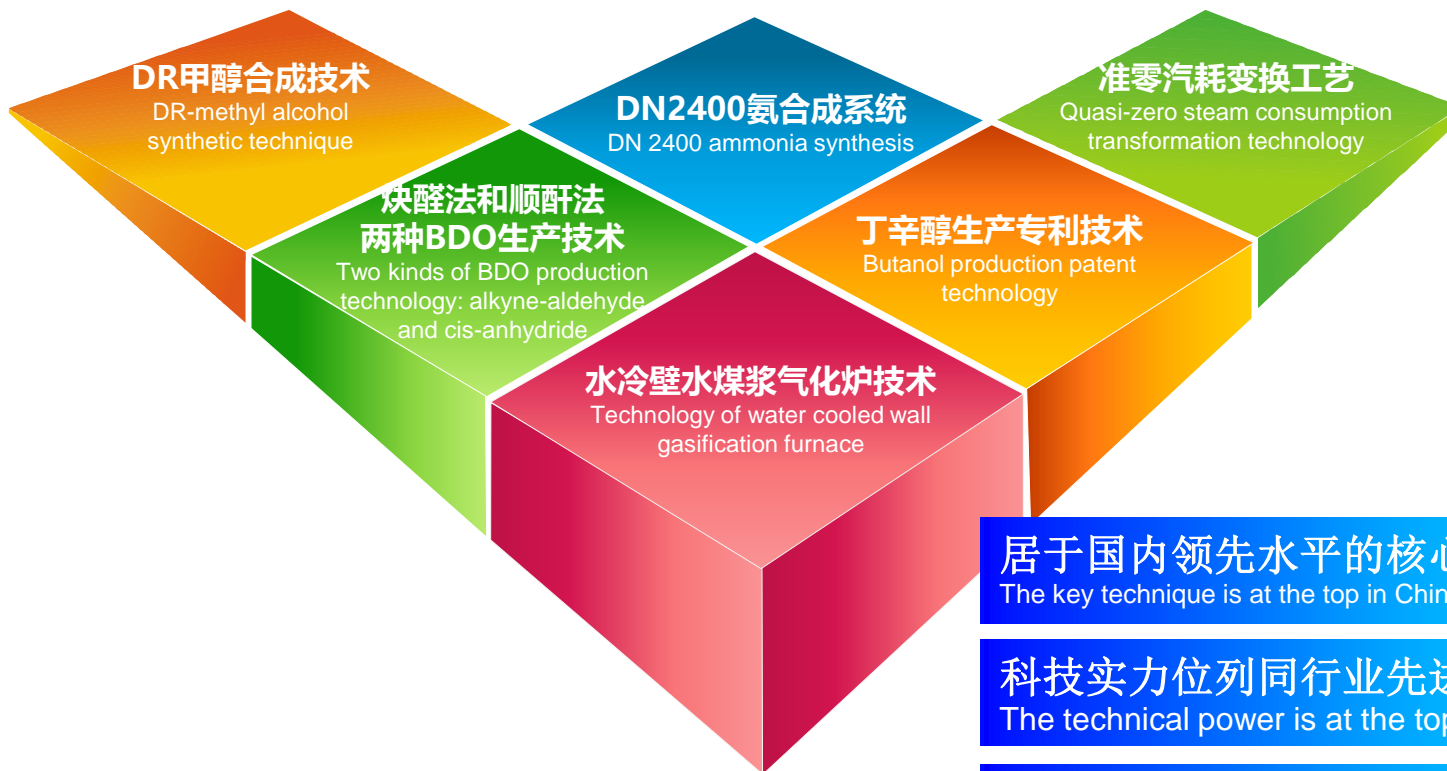 DR甲醇合成技术
DR-methyl alcohol
synthetic technique
DN2400氨合成系统
DN 2400 ammonia synthesis
准零汽耗变换工艺
Quasi-zero steam consumption
transformation technology
炔醛法和顺酐法
两种BDO生产技术
Two kinds of BDO production
technology: alkyne-aldehyde
and cis-anhydride
丁辛醇生产专利技术
Butanol production patent
technology
水冷壁水煤浆气化炉技术
Technology of water cooled wall
gasification furnace
居于国内领先水平的核心
The key technique is at the top in Chin
科技实力位列同行业先进
The technical power is at the top